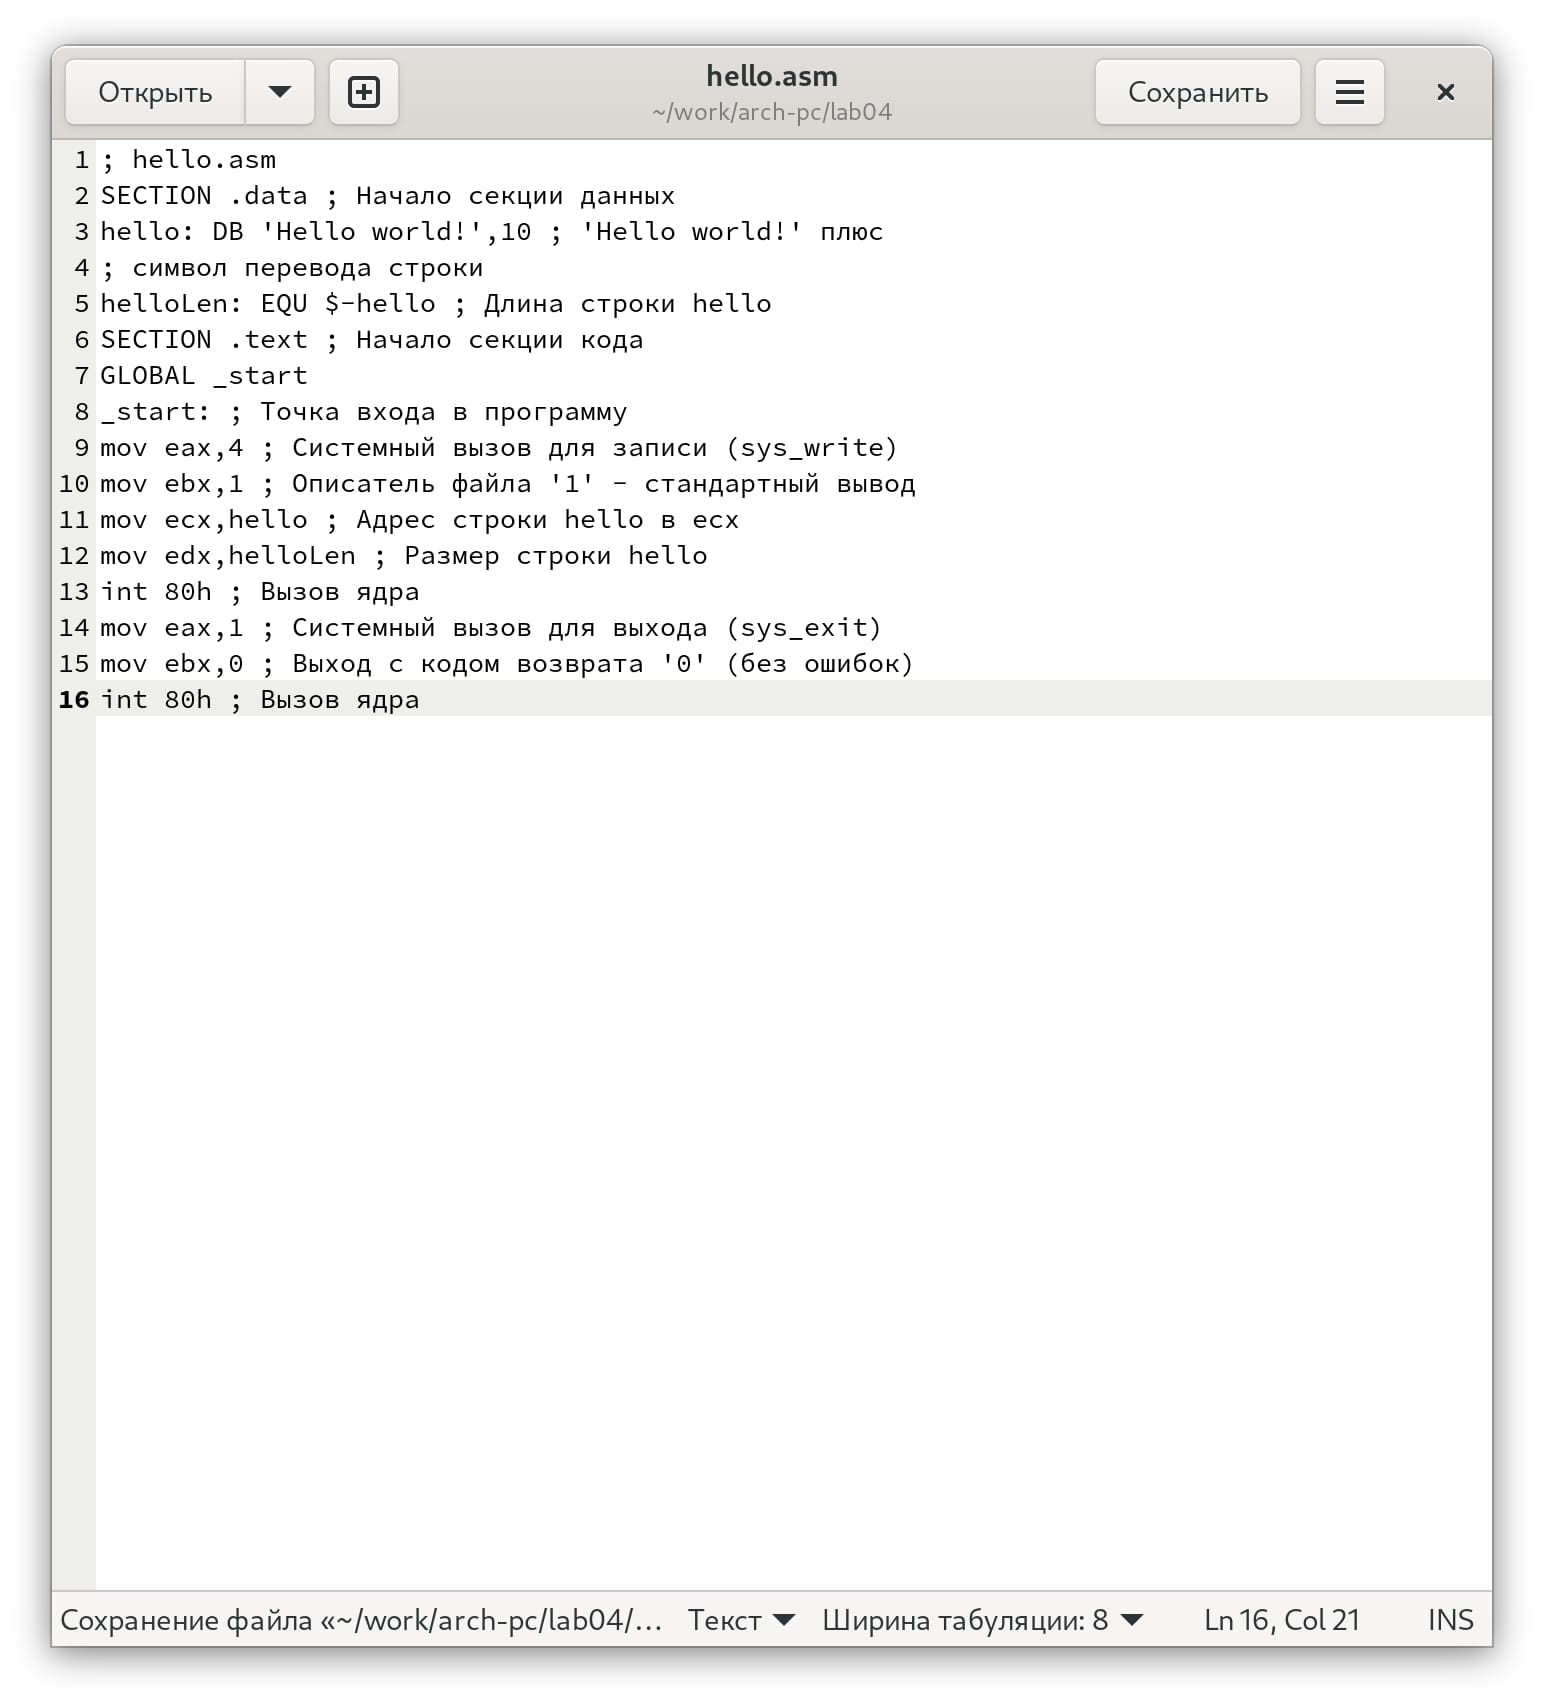 Открыть
hello.asm
~/work/arch-pc/lab04
Сохранить
1 ; hello.asm
2 SECTION .data ; Начало секции данных
3 hello: DB 'Hello world!',10 ; 'Hello world!' плюс
4 ; символ перевода строки
5 helloLen: EQU $-hello ; Длина строки hello
6 SECTION .text ; Начало секции кода
7 GLOBAL _start
8 _start: ; Точка входа в программу
9 mov eax,4 ; Системный вызов для записи (sys_write)
10 mov ebx,1 ; Описатель файла '1' - стандартный вывод
11 mov ecx,hello ; Адрес строки hello в ecx
12 mov edx,helloLen ; Размер строки hello
13 int 80h ; Вызов ядра
14 mov eax,1 ; Системный вызов для выхода (sys_exit)
15 mov ebx,0 ; Выход с кодом возврата '0' (без ошибок)
16 int 80h ; Вызов ядра
Сохранение файла «~/work/arch-pc/lab04/… Текст Ширина табуляции: 8 Ln 16, Col 21 INS